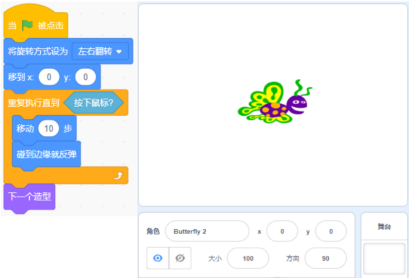 当 被点击
将旋转方式设为 左右翻转
移到 x: 0 y: 0
重复执行直到 按下鼠标?
移动 10 步
碰到边缘就反弹
下一个造型
角色 Butterfly 2 x 0 y 0
大小 100 方向 90
舞台